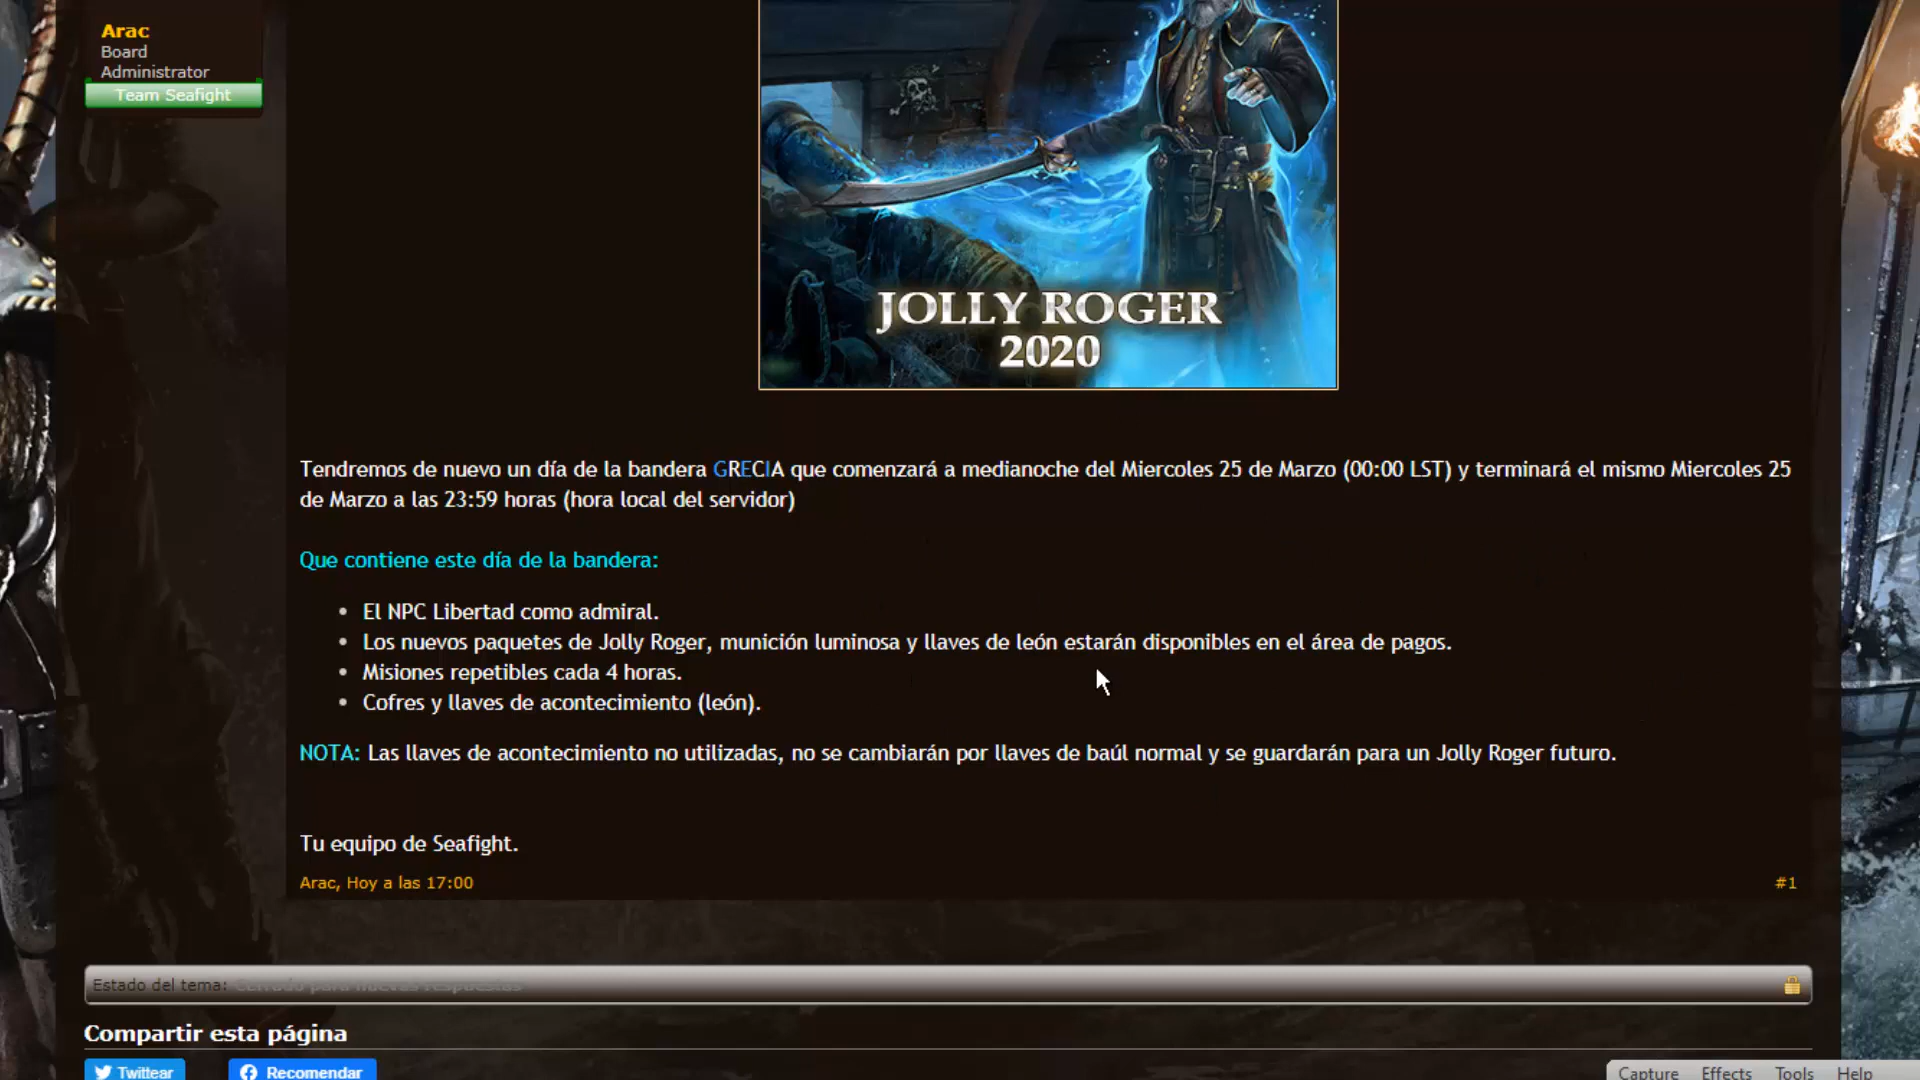 Arac
Board
Administrator
Team Seafight
JOLLY ROGER
2020
Tendremos de nuevo un día de la bandera GRECIA que comenzará a medianoche del Miercoles 25 de Marzo (00:00 LST) y terminará el mismo Miercoles 25
de Marzo a las 23:59 horas (hora local del servidor)
Que contiene este día de la bandera:
• El NPC Libertad como admiral.
• Los nuevos paquetes de Jolly Roger, munición luminosa y llaves de león estarán disponibles en el área de pagos.
• Misiones repetibles cada 4 horas.
• Cofres y llaves de acontecimiento (león).
NOTA: Las llaves de acontecimiento no utilizadas, no se cambiarán por llaves de baúl normal y se guardarán para un Jolly Roger futuro.
Tu equipo de Seafight.
Arac, Hoy a las 17:00 #1
Estado del tema: Cerrado para nuevas respuestas
Compartir esta página
Twittear Recomendar
Capture Effects Tools Help